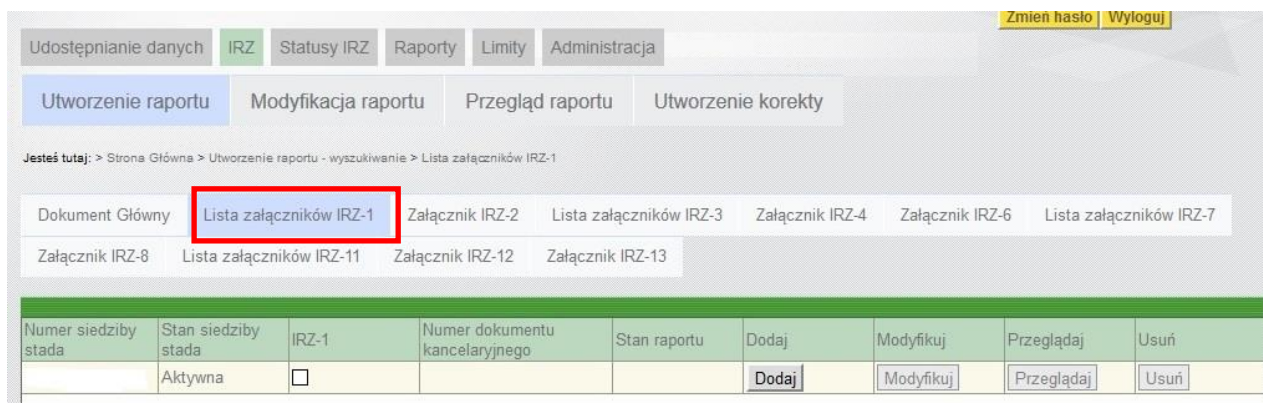 Zmień hasło Wyloguj
Udostępnianie danych IRZ Statusy IRZ Raporty Limity Administracja
Utworzenie raportu Modyfikacja raportu Przegląd raportu Utworzenie korekty
Jesteś tutaj: > Strona Główna > Utworzenie raportu - wyszukiwanie > Lista załączników IRZ-1
Dokument Główny Lista załączników IRZ-1 Załącznik IRZ-2 Lista załączników IRZ-3 Załącznik IRZ-4 Załącznik IRZ-6 Lista załączników IRZ-7
Załącznik IRZ-8 Lista załączników IRZ-11 Załącznik IRZ-12 Załącznik IRZ-13
Numer siedziby stada Stan siedziby stada IRZ-1 Numer dokumentu kancelaryjnego Stan raportu Dodaj Modyfikuj Przeglądaj Usuń
Aktywna Dodaj Modyfikuj Przeglądaj Usuń